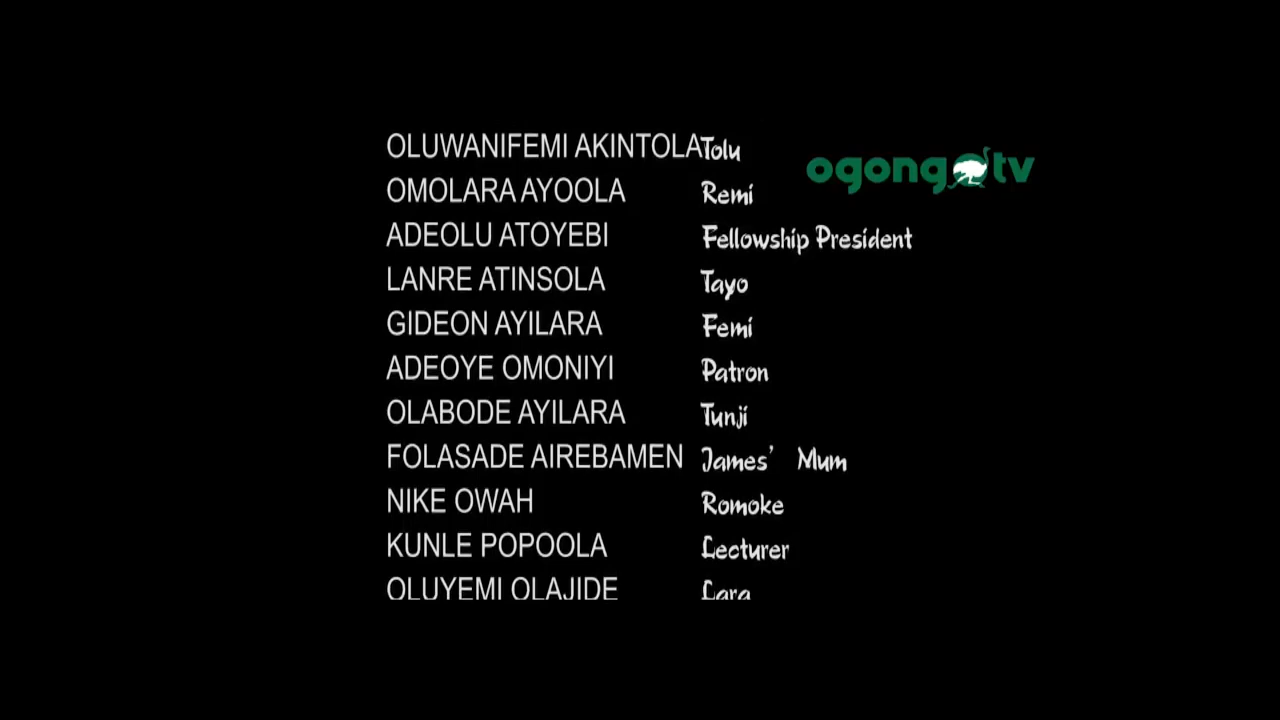 OLUWANIFEMI AKINTOLA Tolu
ogongo tv
OMOLARA AYOOLA Remi
ADEOLU ATOYEBI Fellowship President
LANRE ATINSOLA Tayo
GIDEON AYILARA Femi
ADEOYE OMONIYI Patron
OLABODE AYILARA Tunji
FOLASADE AIREBAMEN James' Mum
NIKE OWAH Romoke
KUNLE POPOOLA Lecturer
OLUYEMI OLAJIDE Lara